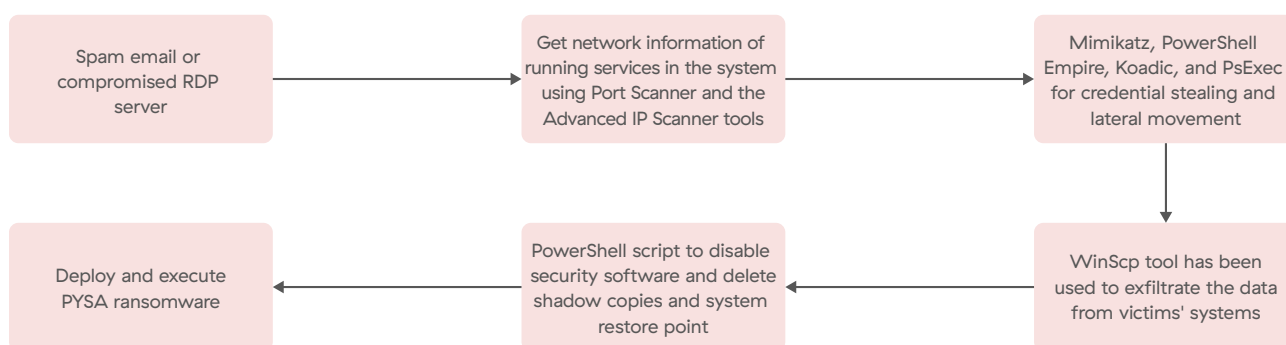 Spam email or
compromised RDP
server
Get network information of
running services in the system
using Port Scanner and the
Advanced IP Scanner tools
Mimikatz, PowerShell
Empire, Koadic, and PsExec
for credential stealing and
lateral movement
WinScp tool has been
used to exfiltrate the data
from victims' systems
PowerShell script to disable
security software and delete
shadow copies and system
restore point
Deploy and execute
PYSA ransomware